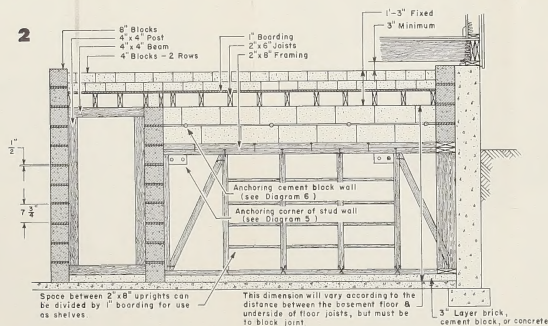 2
8" Blocks
4"x 4" Post
4"x 4" Beam
4" Blocks - 2 Rows
1" Boarding
2"x 6" Joists
2"x 8" Framing
1'-3" Fixed
3" Minimum
1/2"
7 3/4"
Anchoring cement block wall
(see Diagram 6)
Anchoring corner of stud wall
(see Diagram 5)
Space between 2"x 8" uprights can
be divided by 1" boarding for use
as shelves
This dimension will vary according to the
distance between the basement floor &
underside of floor joists, but must be
to block joint
3" Layer brick,
cement block, or concrete